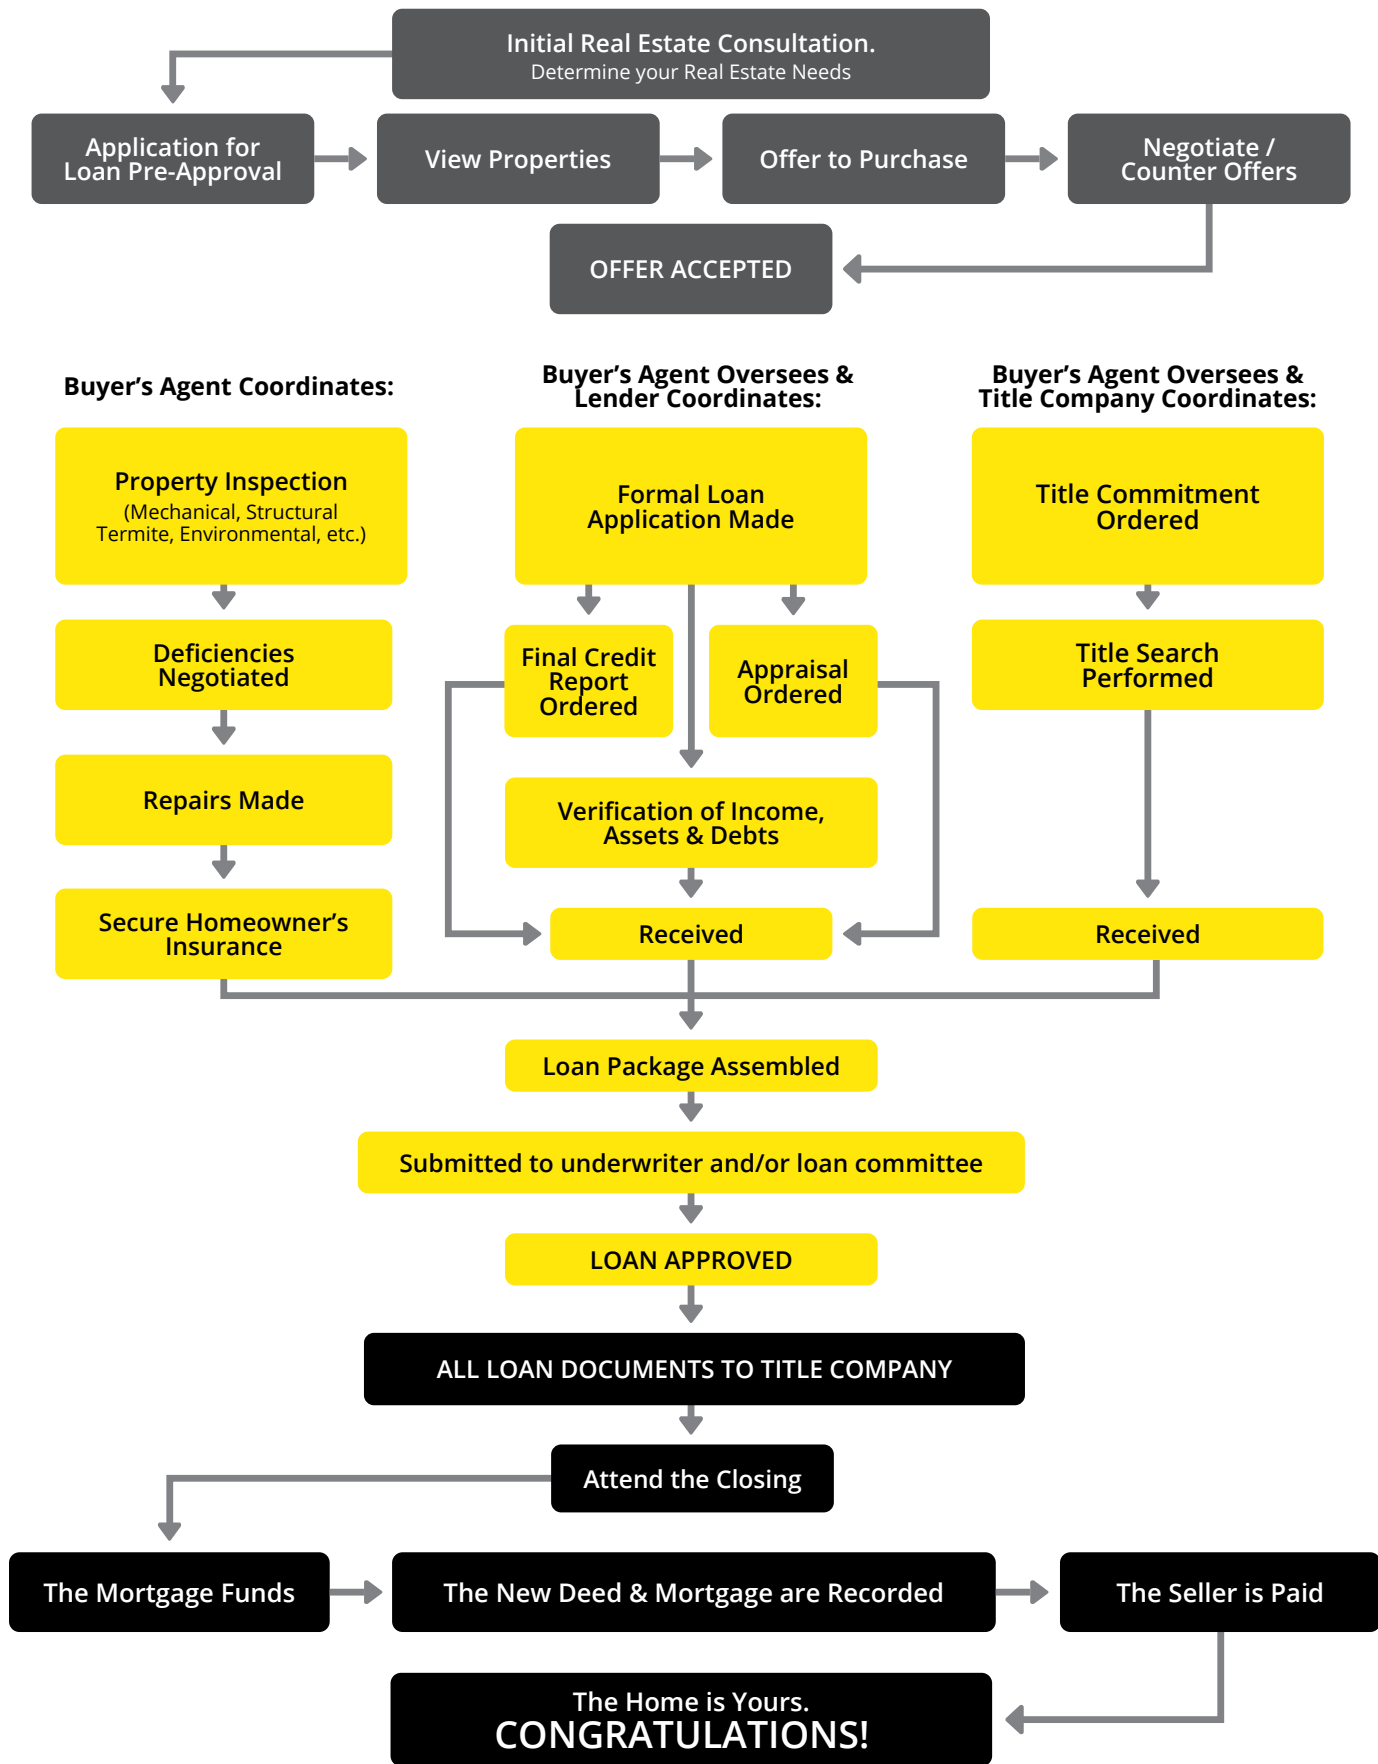 Initial Real Estate Consultation.
Determine your Real Estate Needs
Application for
Loan Pre-Approval
View Properties
Offer to Purchase
Negotiate /
Counter Offers
OFFER ACCEPTED
Buyer’s Agent Coordinates:
Property Inspection
(Mechanical, Structural
Termite, Environmental, etc.)
Deficiencies
Negotiated
Repairs Made
Secure Homeowner’s
Insurance
Buyer’s Agent Oversees &
Lender Coordinates:
Formal Loan
Application Made
Final Credit
Report
Ordered
Appraisal
Ordered
Verification of Income,
Assets & Debts
Received
Buyer’s Agent Oversees &
Title Company Coordinates:
Title Commitment
Ordered
Title Search
Performed
Received
Loan Package Assembled
Submitted to underwriter and/or loan committee
LOAN APPROVED
ALL LOAN DOCUMENTS TO TITLE COMPANY
Attend the Closing
The Mortgage Funds
The New Deed & Mortgage are Recorded
The Seller is Paid
The Home is Yours.
CONGRATULATIONS!